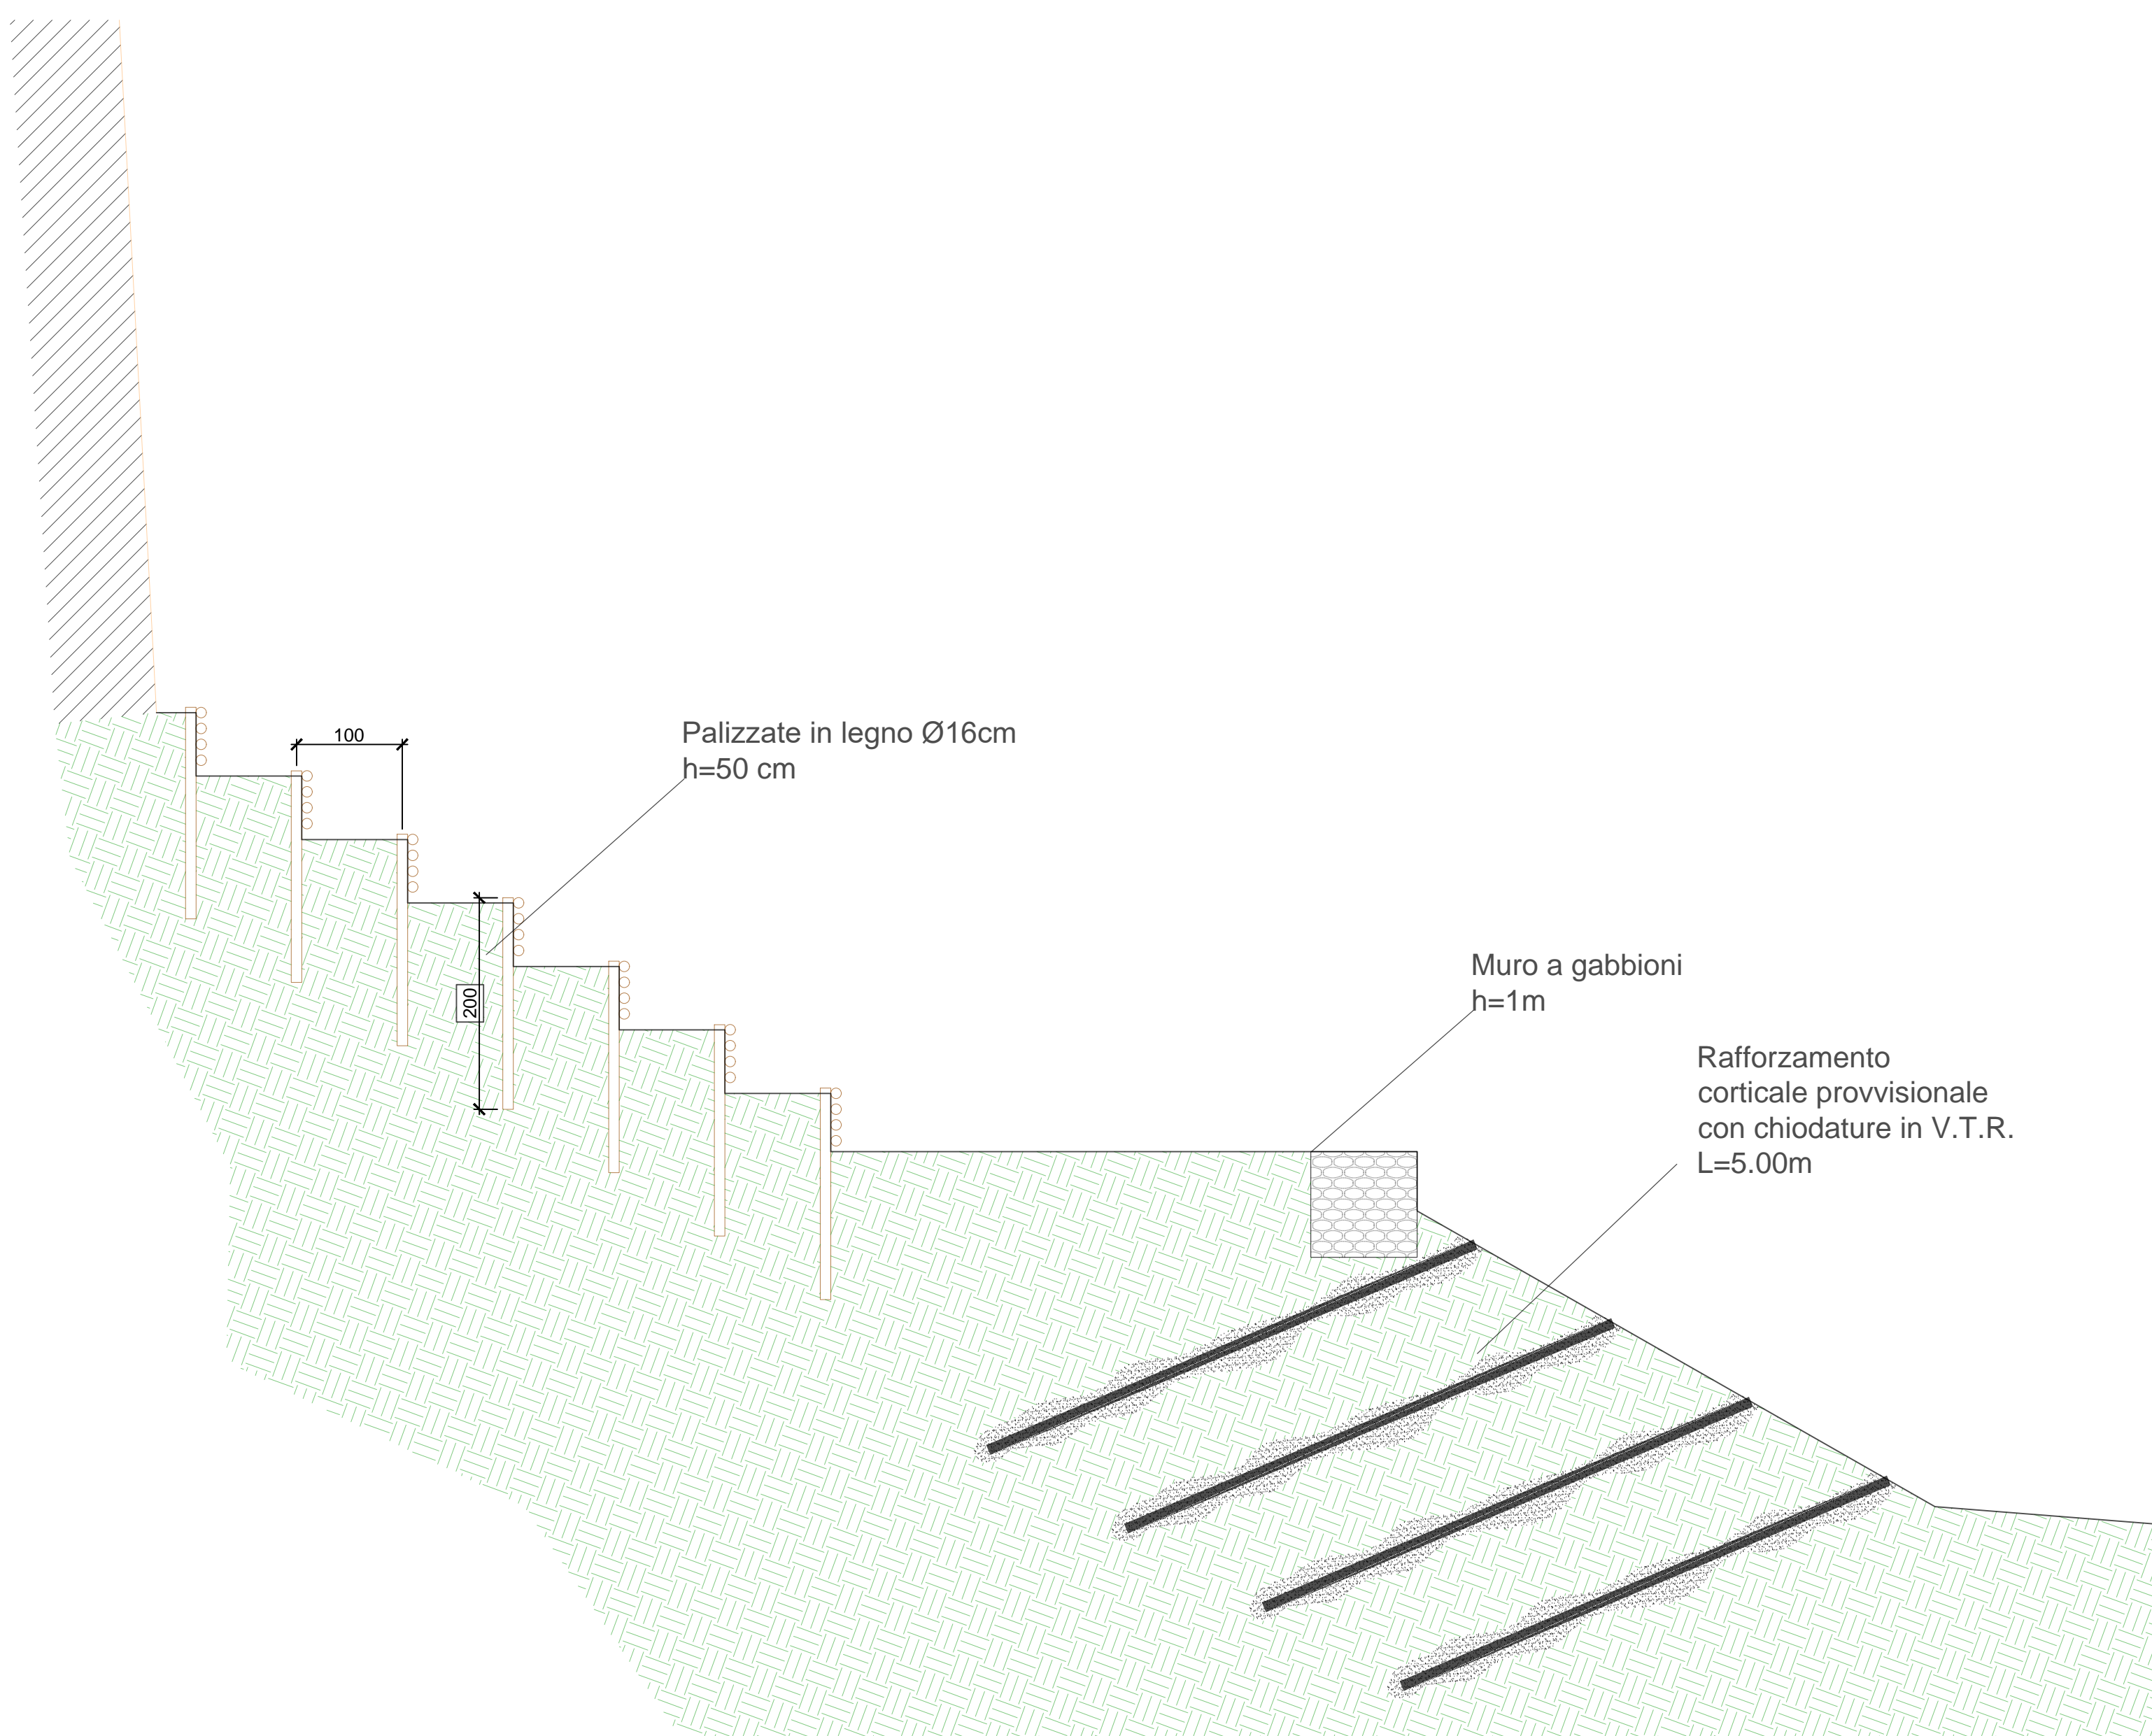 100
Palizzate in legno Ø16cm
h=50 cm
200
Muro a gabbioni
h=1m
Rafforzamento
corticale provvisionale
con chiodature in V.T.R.
L=5.00m